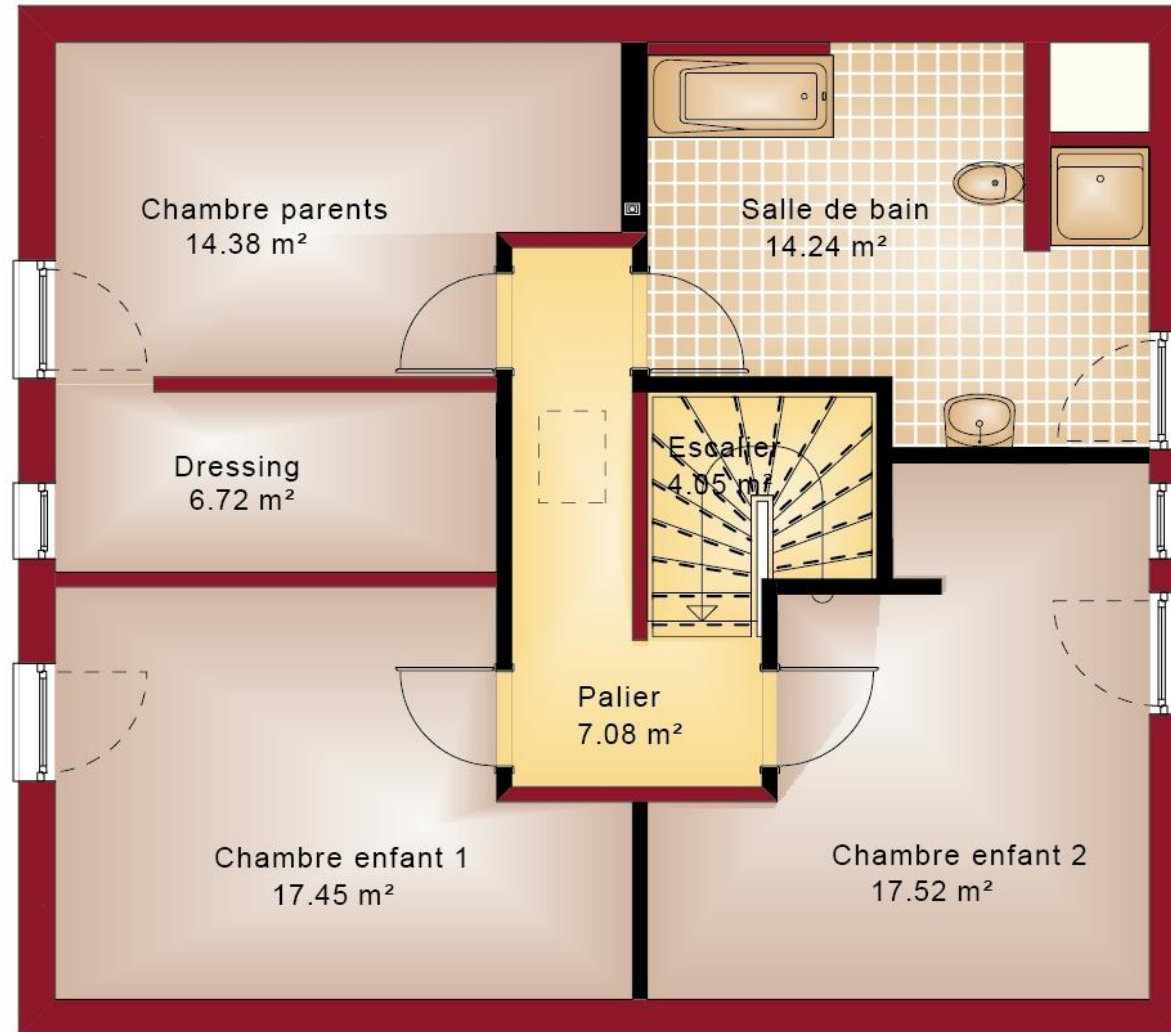 Chambre parents
14.38 m²
Salle de bain
14.24 m²
Dressing
6.72 m²
Escalier
4.05 m²
Palier
7.08 m²
Chambre enfant 1
17.45 m²
Chambre enfant 2
17.52 m²